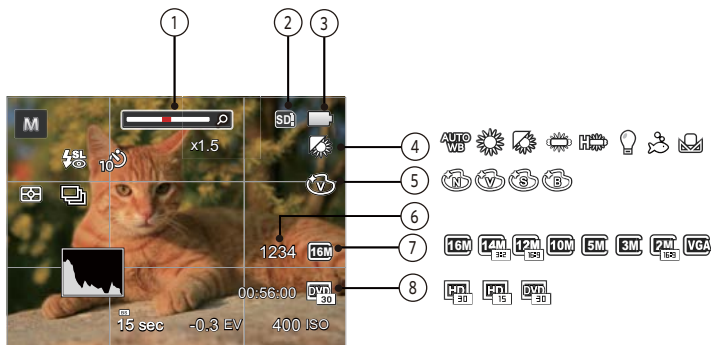 1 2 3
M SD
SL x1.5
10
4 AUTO WB H
5 V N V S B
6
1234 7 16M 16M 14M 3:2 12M 16:9 10M 5M 3M 2M 16:9 VGA
00:56:00 8 DVD 30 HD 30 HD 15 DVD 30
15 sec -0.3 EV 400 ISO